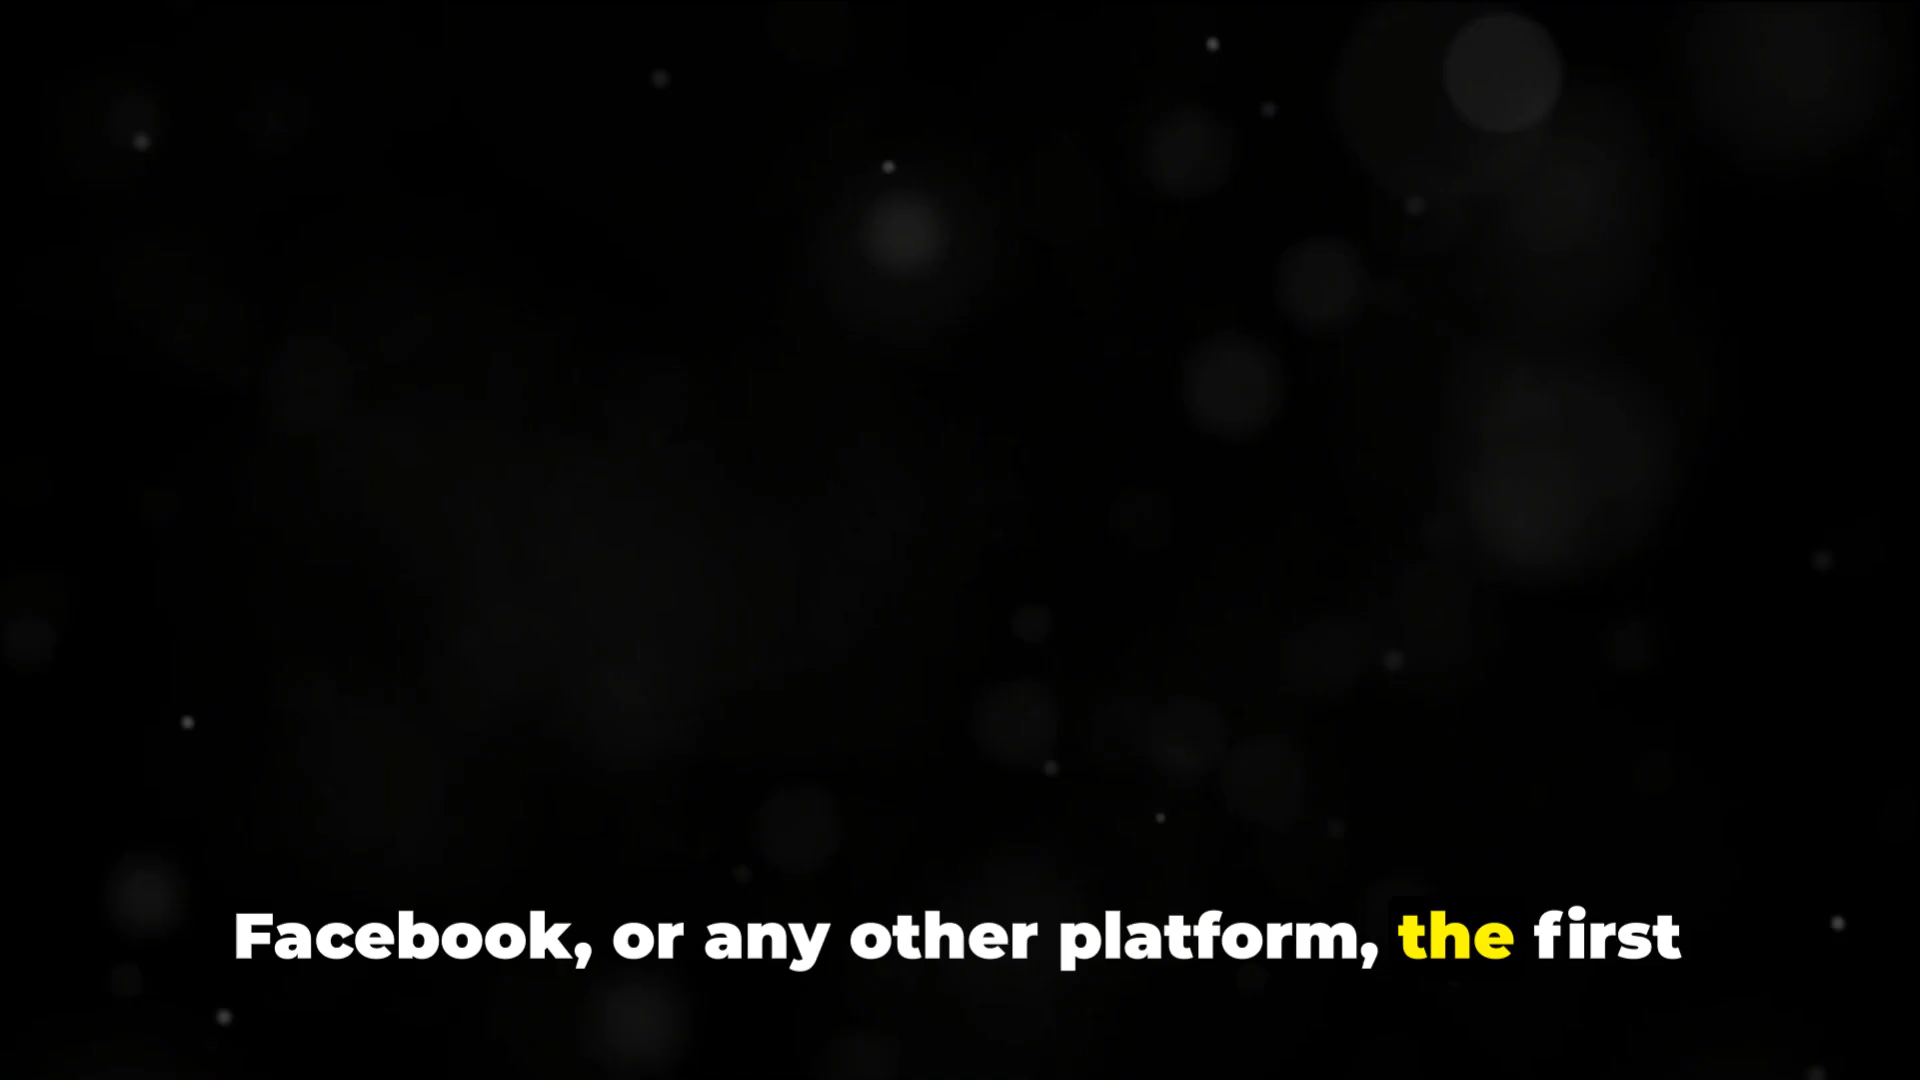 Facebook, or any other platform, the first